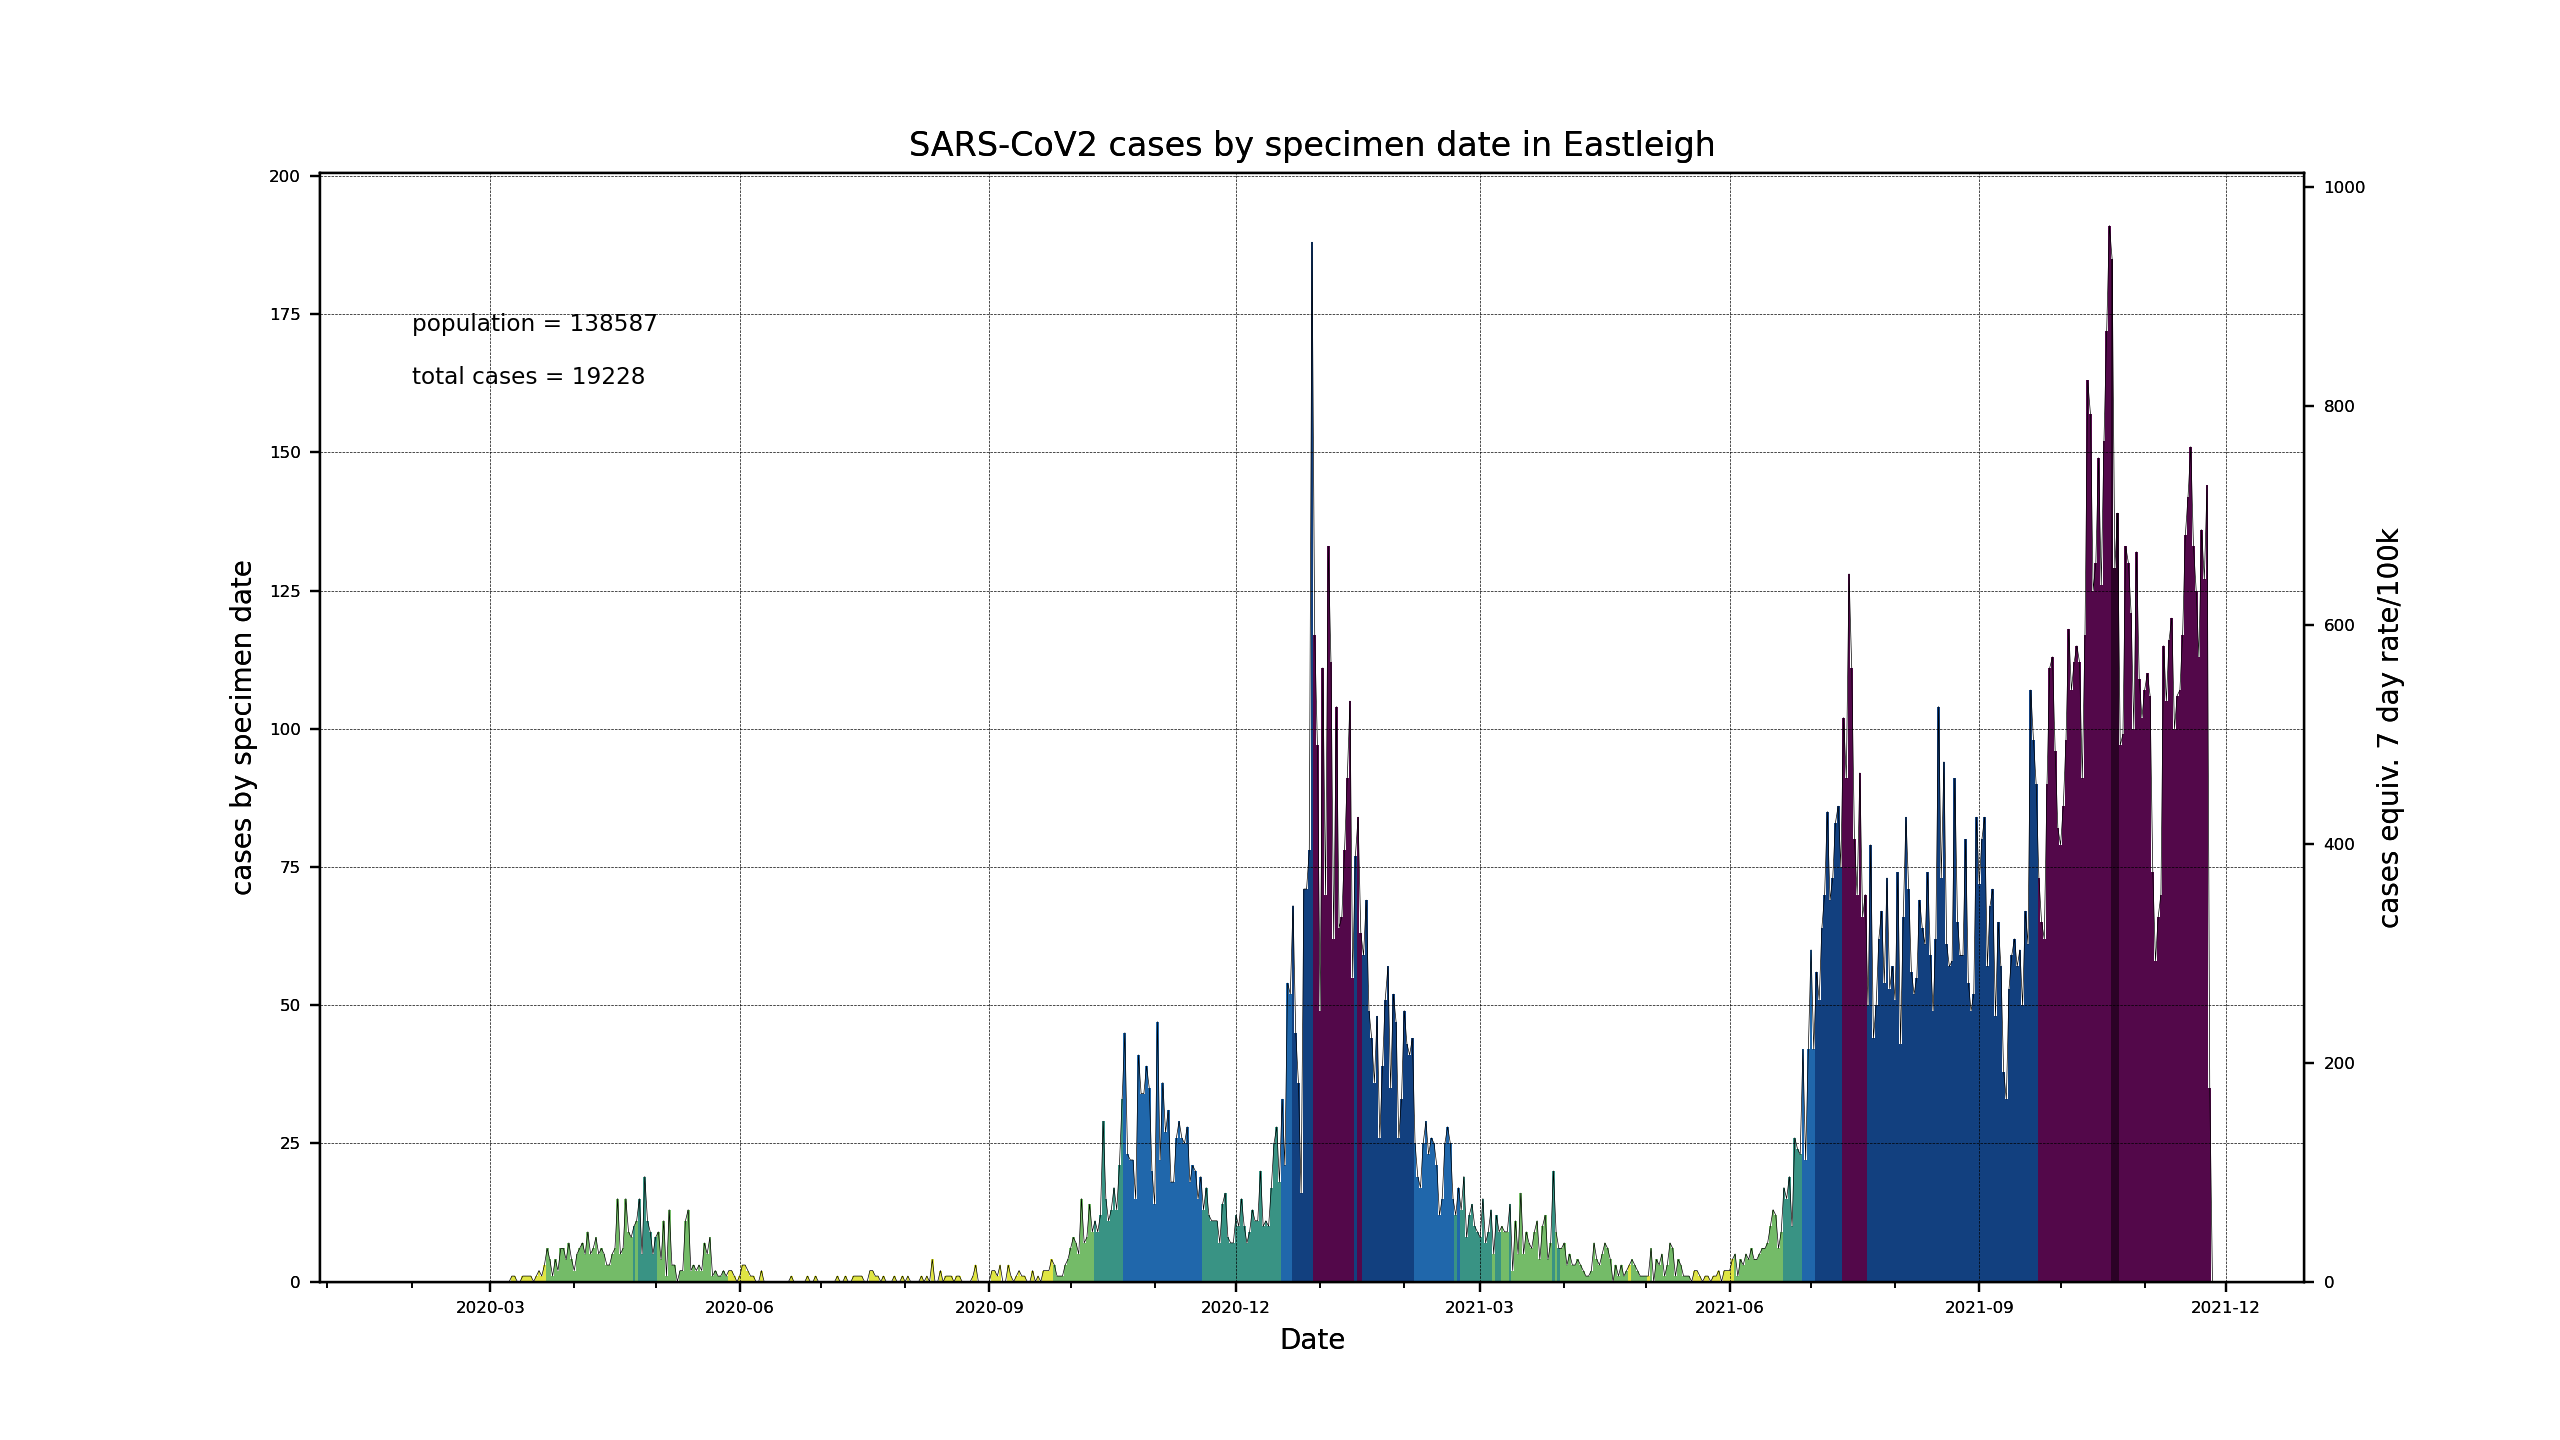 SARS-CoV2 cases by specimen date in Eastleigh
200
175
150
125
100
75
50
25
0
cases by specimen date
population = 138587
total cases = 19228
1000
800
600
400
200
0
cases equiv. 7 day rate/100k
2020-03 2020-06 2020-09 2020-12 2021-03 2021-06 2021-09 2021-12
Date